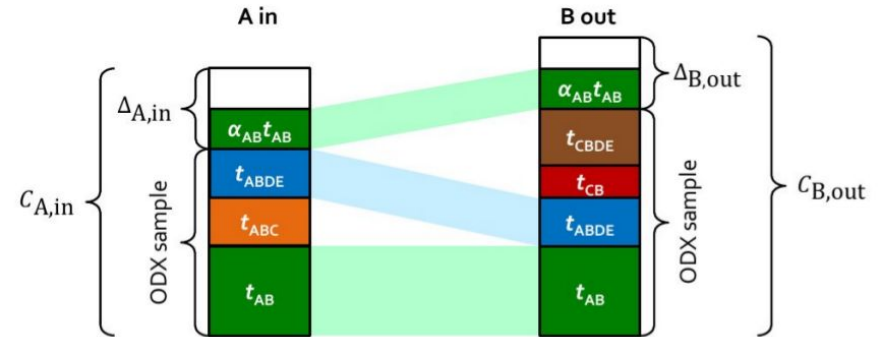 A in
B out
C_A,in
Δ_A,in
ODX sample
α_AB t_AB
t_ABDE
t_ABC
t_AB
α_AB t_AB
t_CBDE
t_CB
t_ABDE
t_AB
Δ_B,out
ODX sample
C_B,out